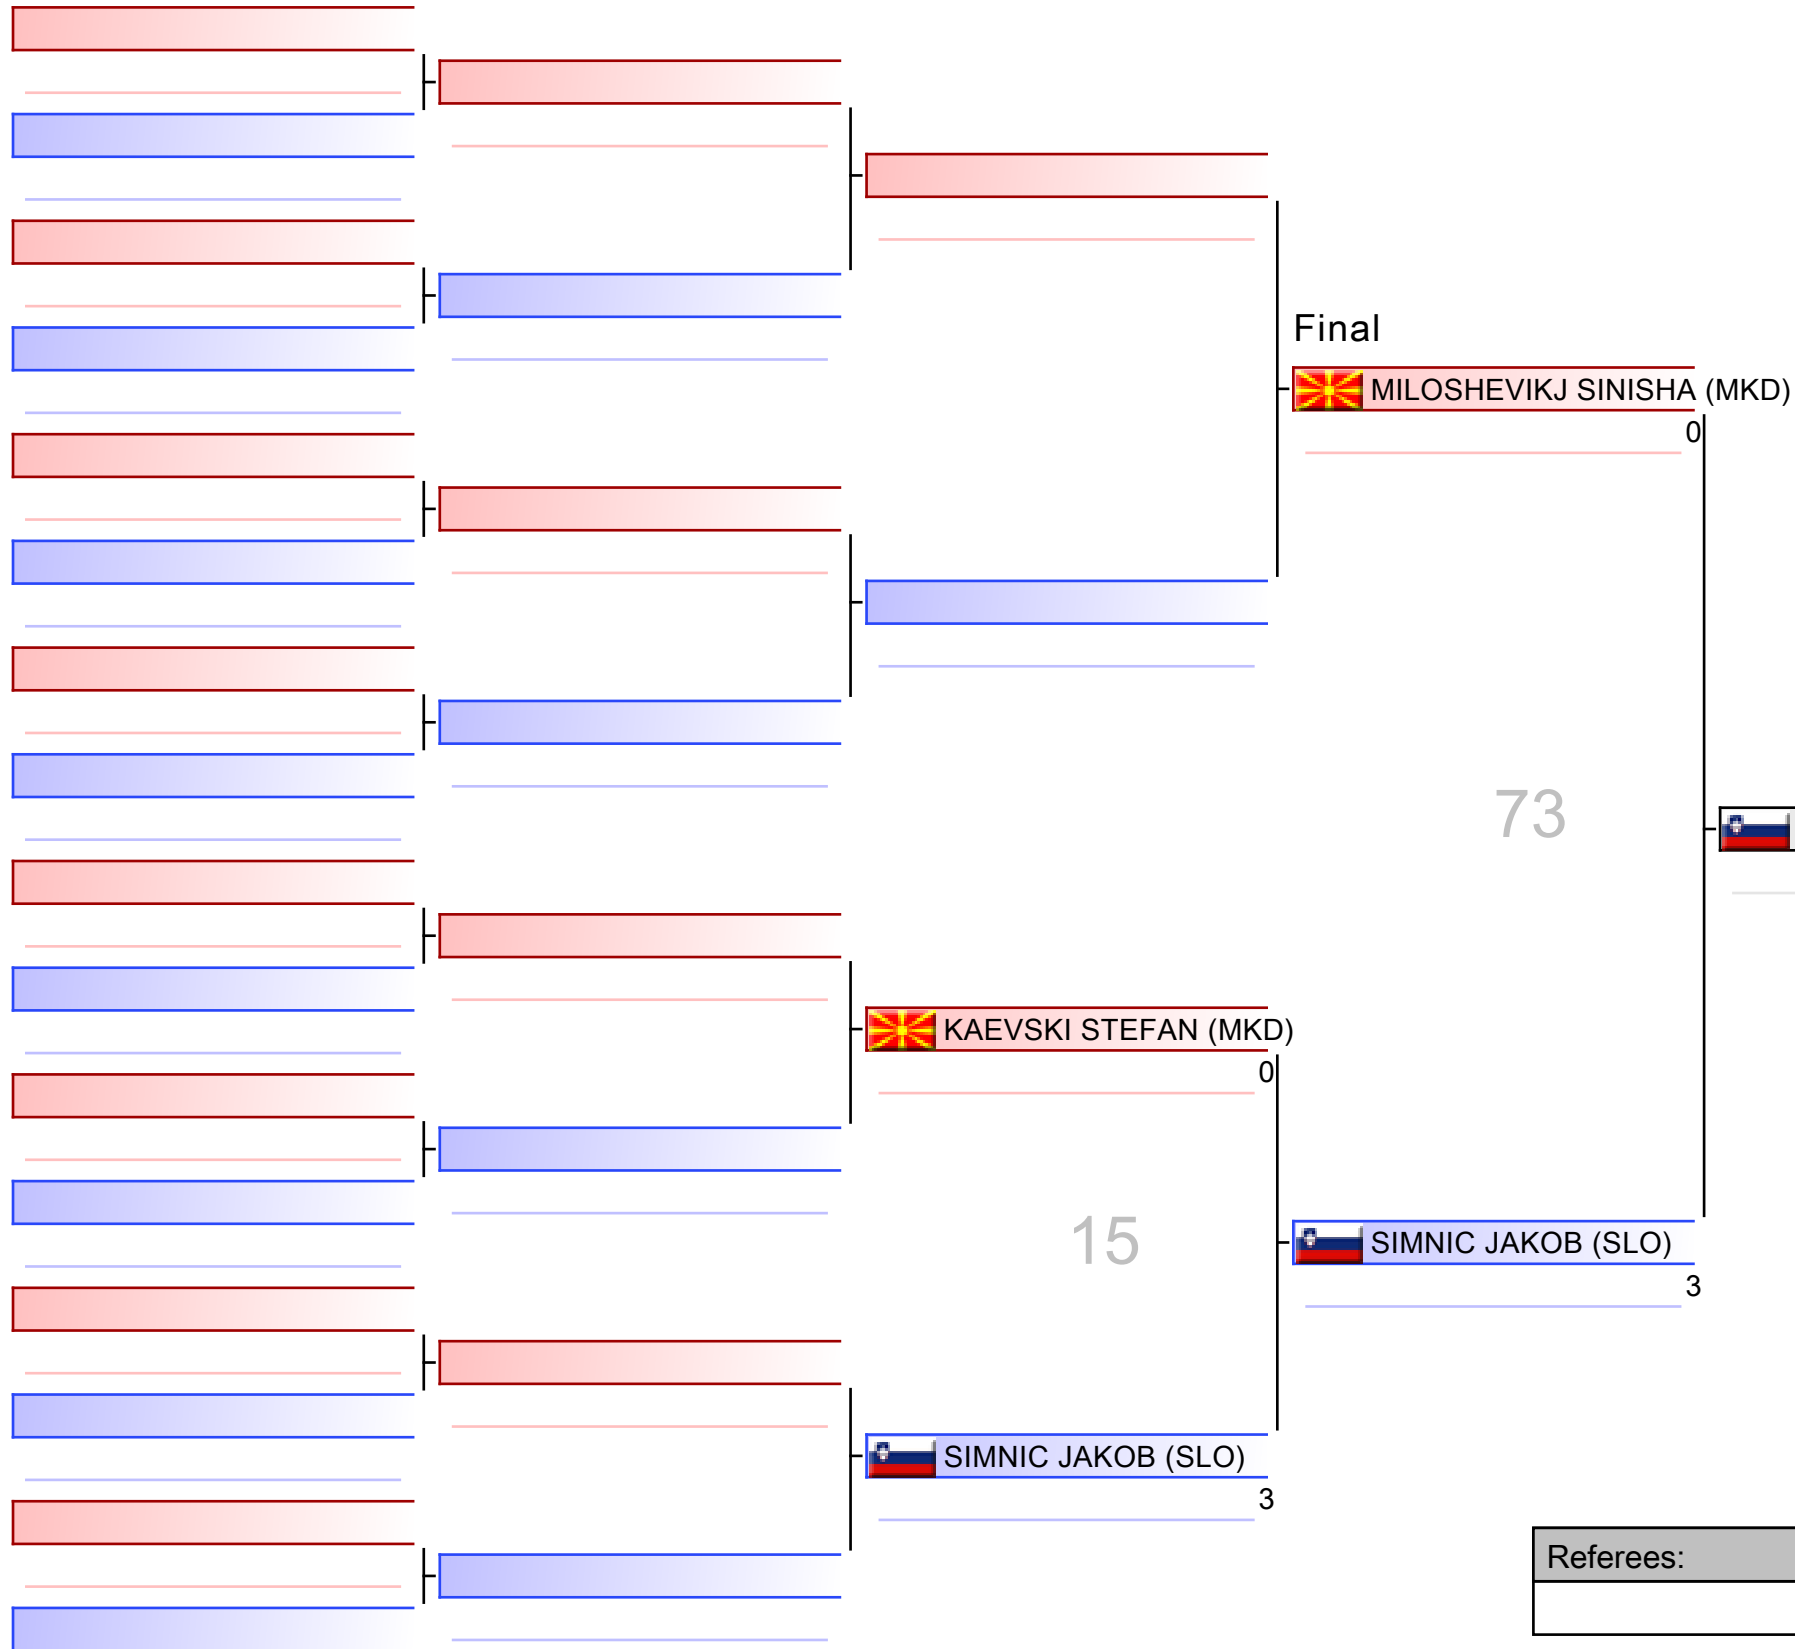 Final
MILOSHEVIKJ SINISHA (MKD)
0
73
KAEVSKI STEFAN (MKD)
0
15
SIMNIC JAKOB (SLO)
3
SIMNIC JAKOB (SLO)
3
Referees: